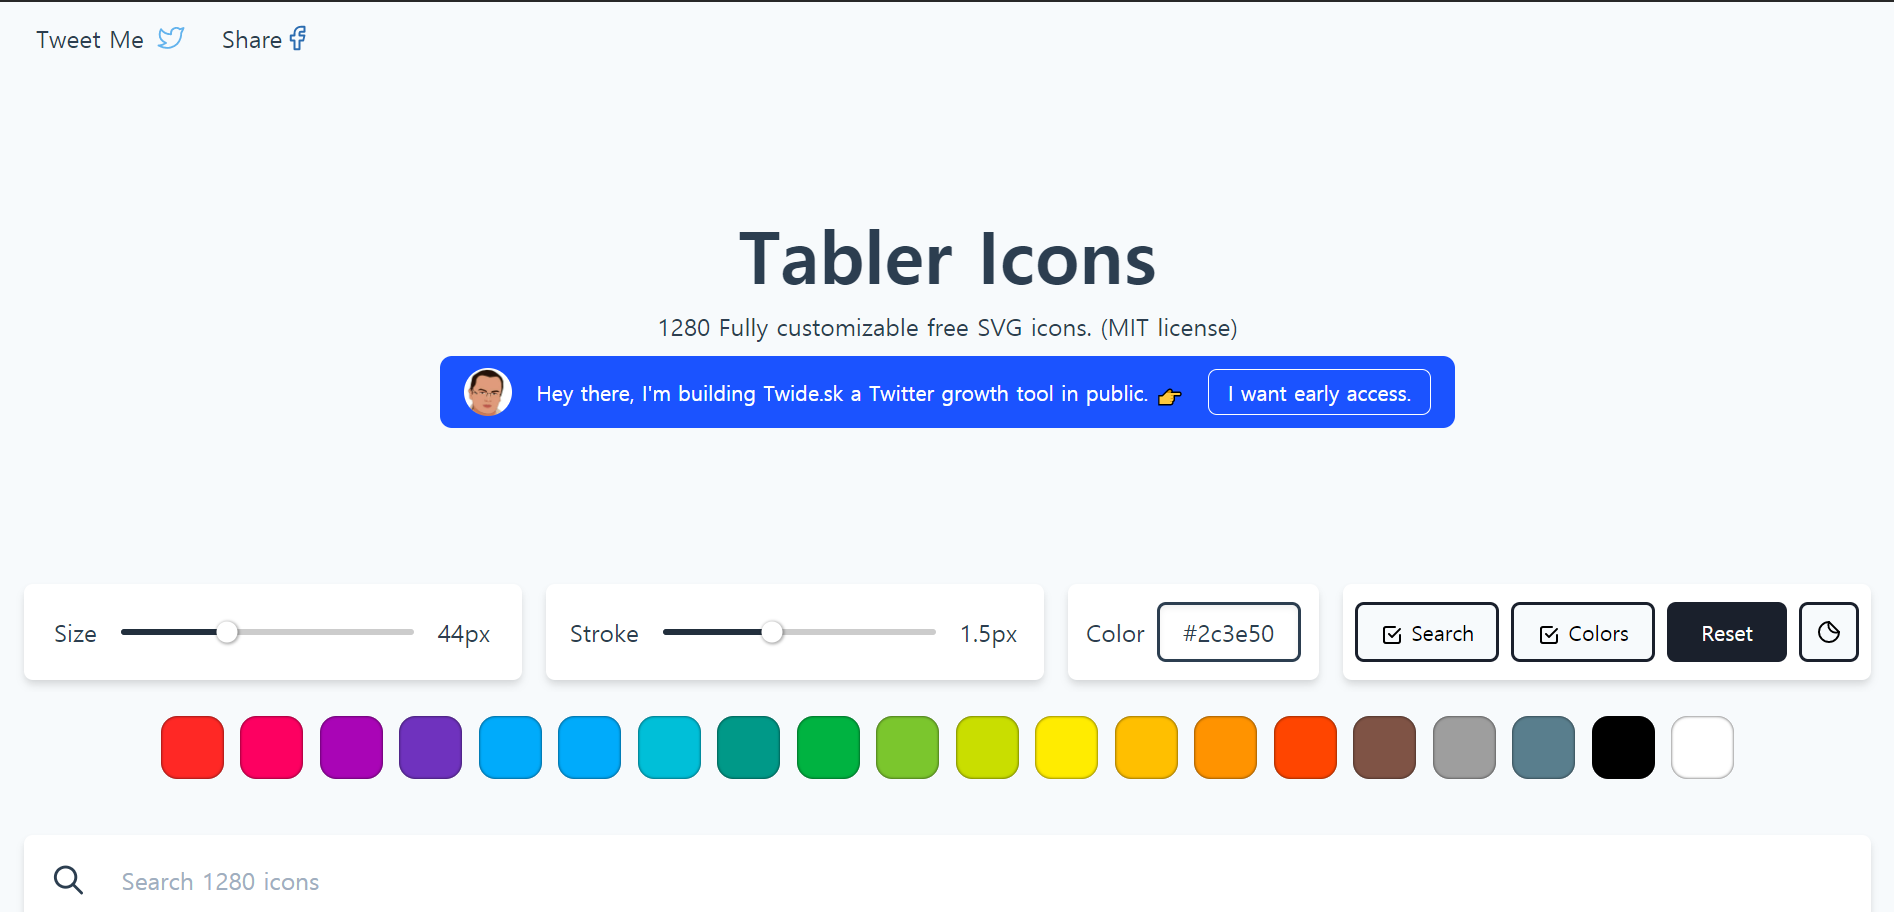 Tweet Me Share
Tabler Icons
1280 Fully customizable free SVG icons. (MIT license)
Hey there, I'm building Twide.sk a Twitter growth tool in public. 👉 I want early access.
Size 44px Stroke 1.5px Color #2c3e50 Search Colors Reset
Search 1280 icons